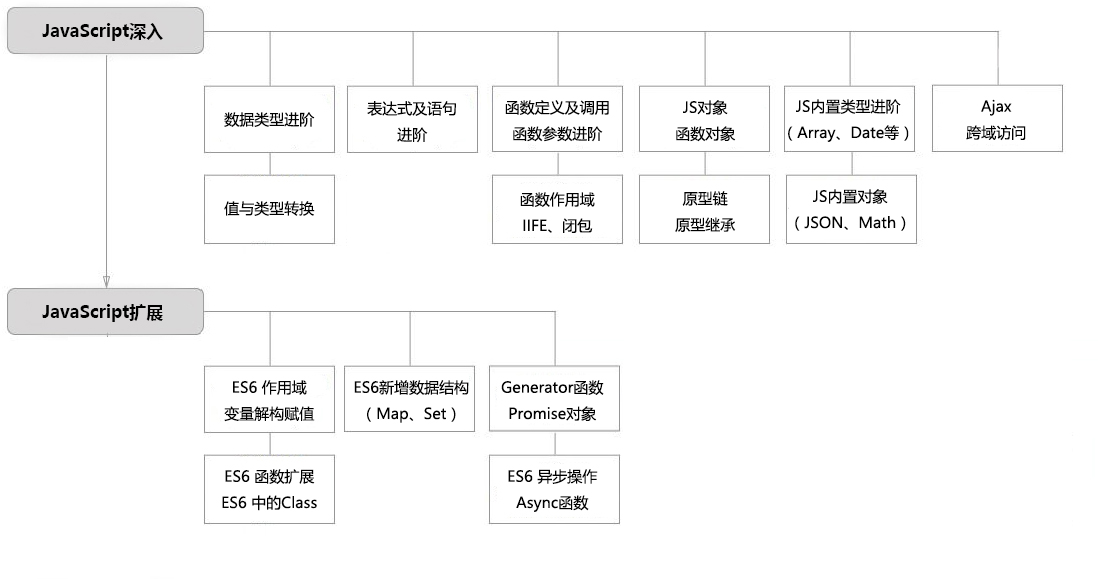 JavaScript深入
数据类型进阶
表达式及语句
进阶
函数定义及调用
函数参数进阶
JS对象
函数对象
JS内置类型进阶
（Array、Date等）
Ajax
跨域访问
值与类型转换
函数作用域
IIFE、闭包
原型链
原型继承
JS内置对象
（JSON、Math）
JavaScript扩展
ES6 作用域
变量解构赋值
ES6新增数据结构
（Map、Set）
Generator函数
Promise对象
ES6 函数扩展
ES6 中的Class
ES6 异步操作
Async函数